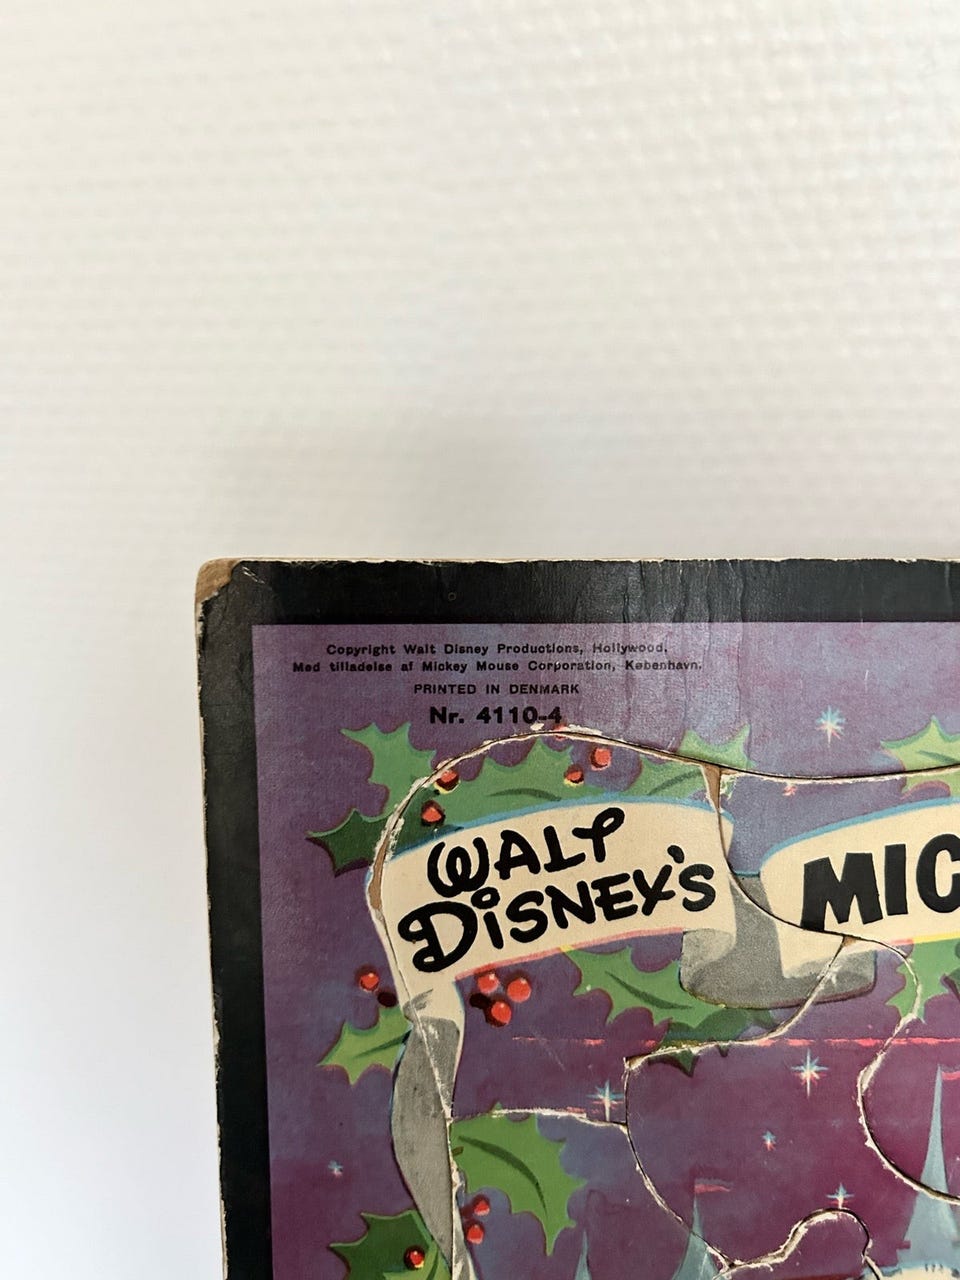 Copyright Walt Disney Productions, Hollywood.
Med tilladelse af Mickey Mouse Corporation, København.
PRINTED IN DENMARK
Nr. 4110-4
WALT
DISNEY'S
MIC